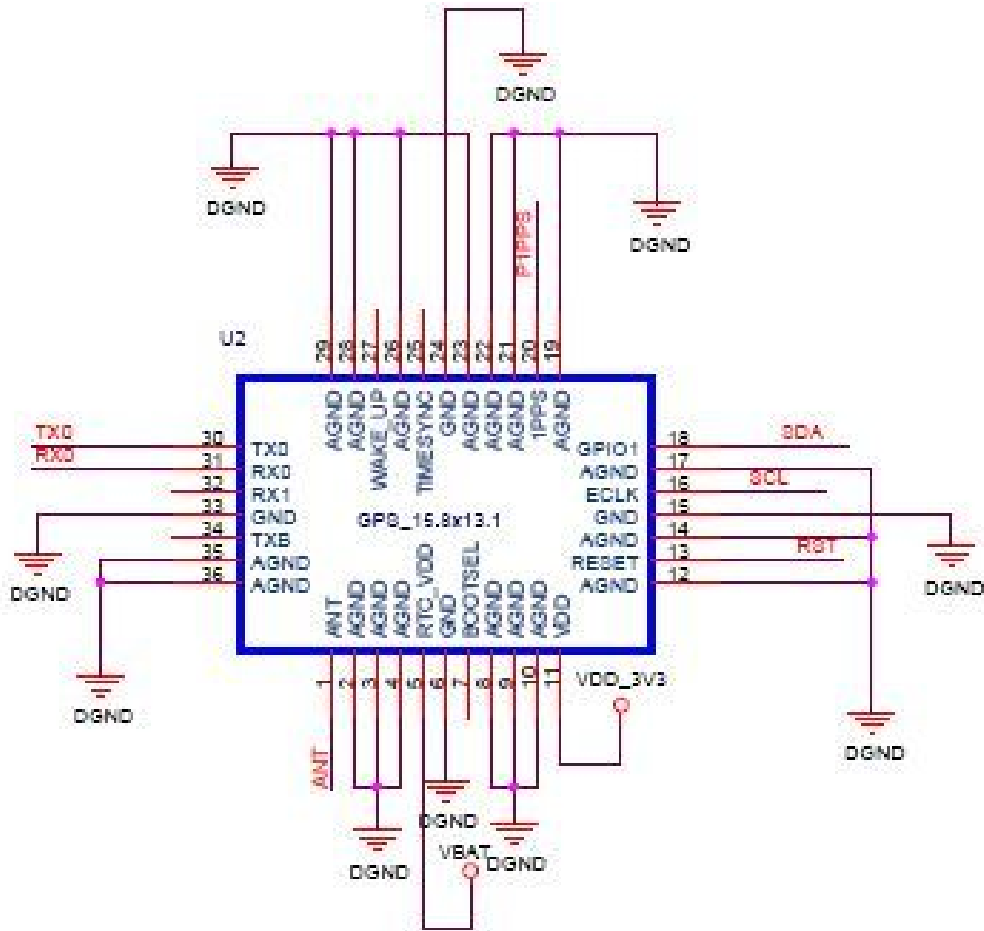 DGND
DGND
DGND
P1PPS
U2
29
28
27
26
25
24
23
22
21
20
19
AGND
AGND
WAKE_UP
AGND
TIMESYNC
GND
AGND
AGND
AGND
1PPS
AGND
TX0
30
TX0
RX0
31
RX0
32
RX1
33
GND
34
TXB
35
AGND
36
AGND
DGND
DGND
GPS_15.8x13.1
GPIO1
18
SDA
AGND
17
ECLK
16
SCL
GND
15
AGND
14
RESET
13
RST
AGND
12
DGND
DGND
ANT
AGND
AGND
AGND
RTC_VDD
GND
BOOTSEL
AGND
AGND
AGND
VDD
1
2
3
4
5
6
7
8
9
10
11
VDD_3V3
ANT
DGND
DGND
DGND
VBAT